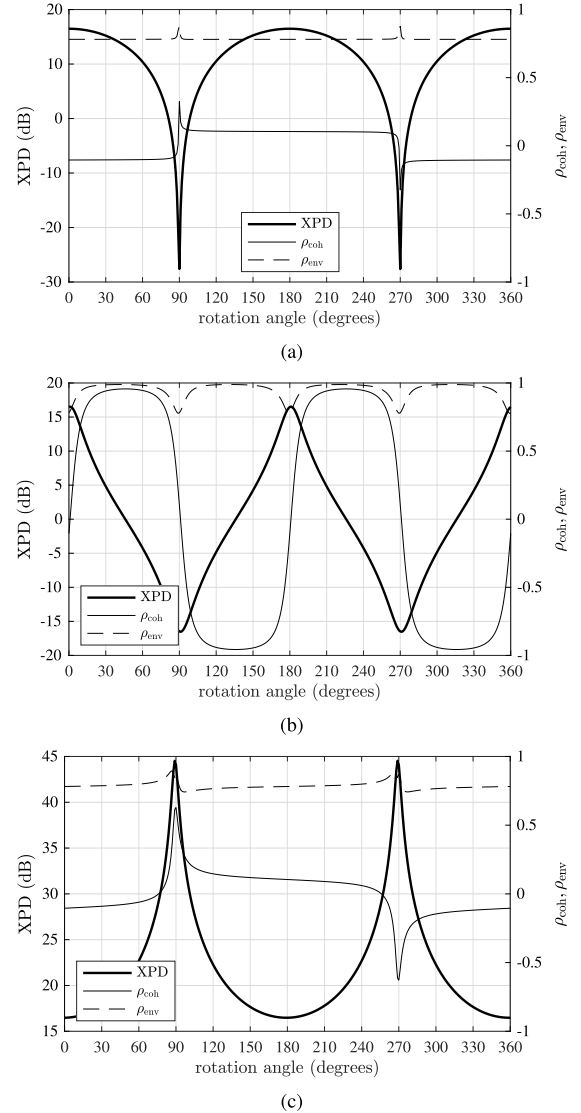 20 1
10 0.5
0 0
-10 -0.5
-20
-30 -1
XPD (dB)
ρcoh, ρenv
XPD
ρcoh
ρenv
0 30 60 90 120 150 180 210 240 270 300 330 360
rotation angle (degrees)
(a)
20 1
15
10 0.5
5
0 0
-5
-10 -0.5
-15
-20 -1
XPD (dB)
ρcoh, ρenv
XPD
ρcoh
ρenv
0 30 60 90 120 150 180 210 240 270 300 330 360
rotation angle (degrees)
(b)
45 1
40 0.5
35
30 0
25
20 -0.5
15 -1
XPD (dB)
ρcoh, ρenv
XPD
ρcoh
ρenv
0 30 60 90 120 150 180 210 240 270 300 330 360
rotation angle (degrees)
(c)